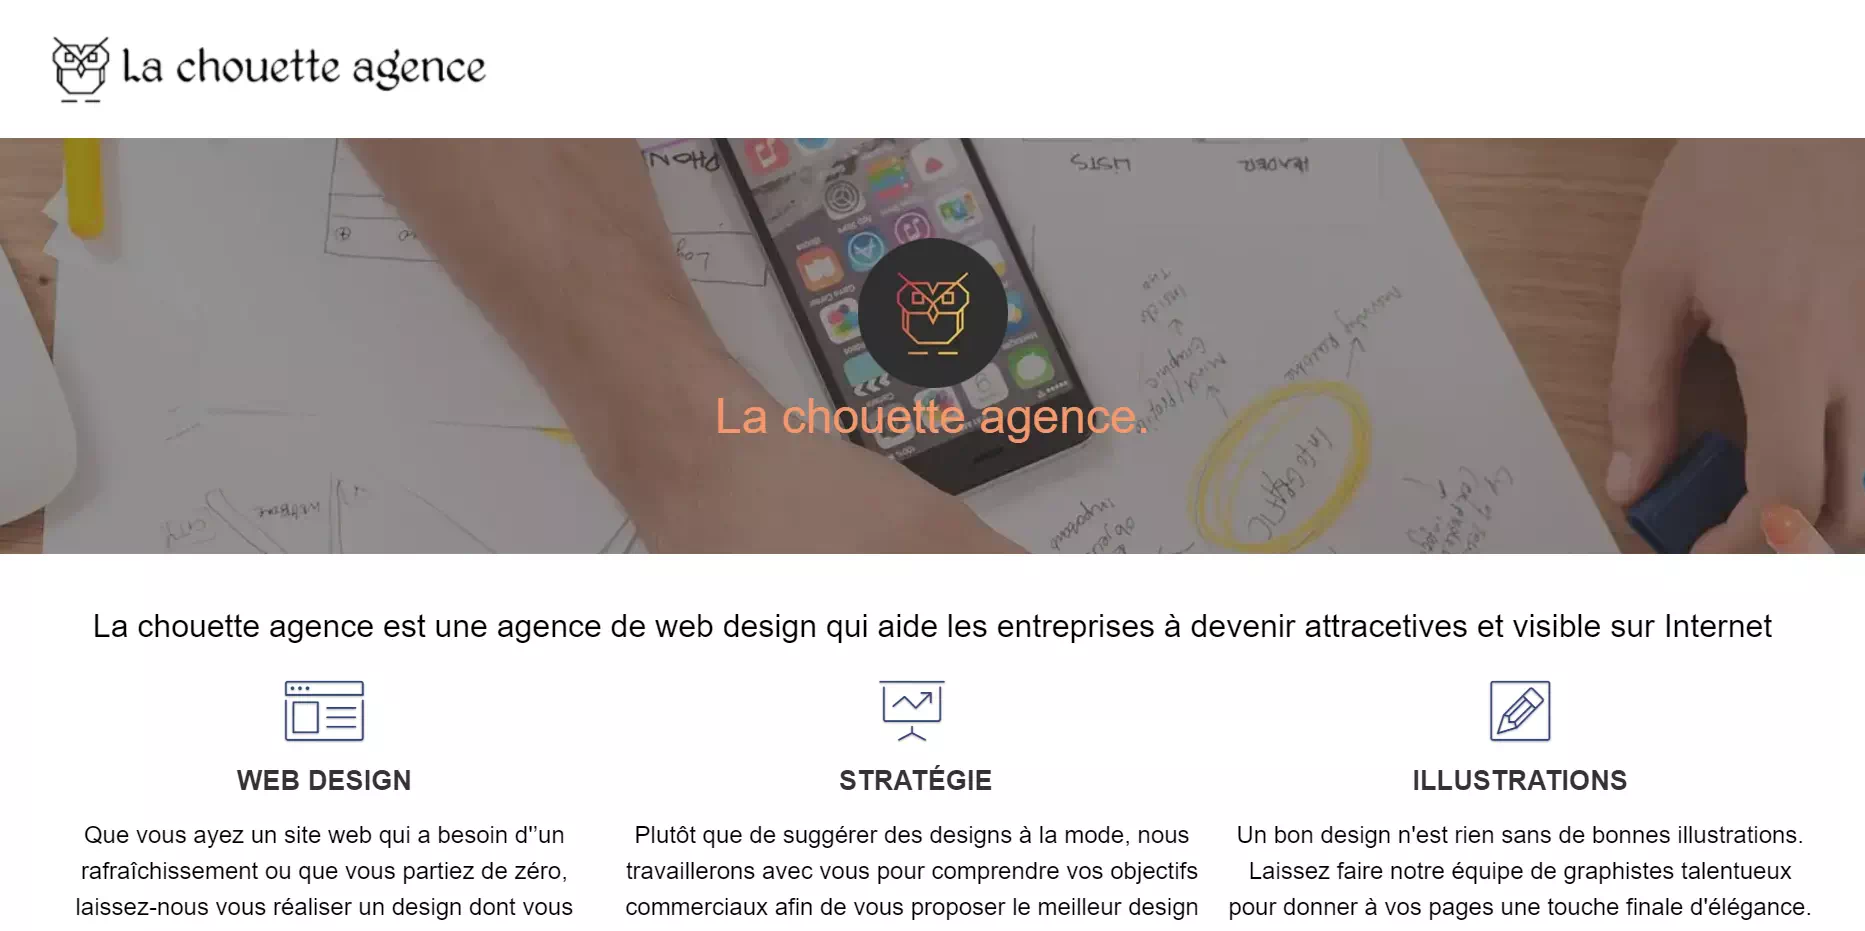 La chouette agence
PHON
LISTS
HEADER
La chouette agence.
INFOGRAFIC
La chouette agence est une agence de web design qui aide les entreprises à devenir attracetives et visible sur Internet
WEB DESIGN
STRATÉGIE
ILLUSTRATIONS
Que vous ayez un site web qui a besoin d'’un
rafraîchissement ou que vous partiez de zéro,
laissez-nous vous réaliser un design dont vous
Plutôt que de suggérer des designs à la mode, nous
travaillerons avec vous pour comprendre vos objectifs
commerciaux afin de vous proposer le meilleur design
Un bon design n'est rien sans de bonnes illustrations.
Laissez faire notre équipe de graphistes talentueux
pour donner à vos pages une touche finale d'élégance.